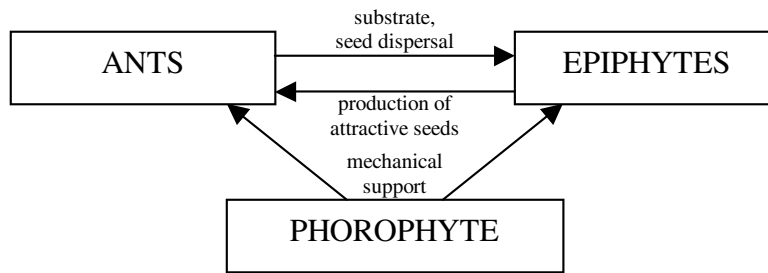 substrate,
seed dispersal
ANTS
EPIPHYTES
production of
attractive seeds
mechanical
support
PHOROPHYTE